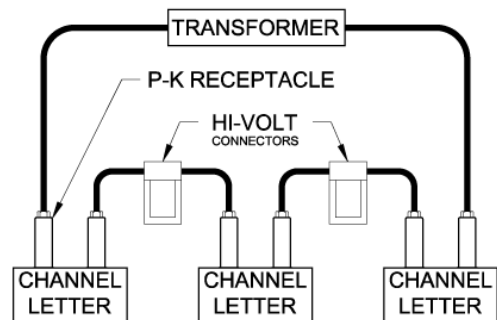 TRANSFORMER
P-K RECEPTACLE
HI-VOLT
CONNECTORS
CHANNEL
LETTER
CHANNEL
LETTER
CHANNEL
LETTER